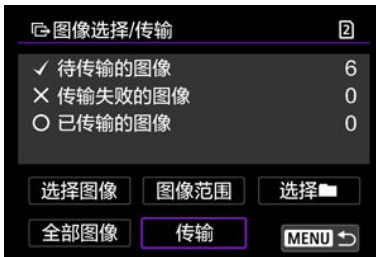 图像选择/传输 2
✓ 待传输的图像 6
✕ 传输失败的图像 0
○ 已传输的图像 0
选择图像 图像范围 选择
全部图像 传输 MENU